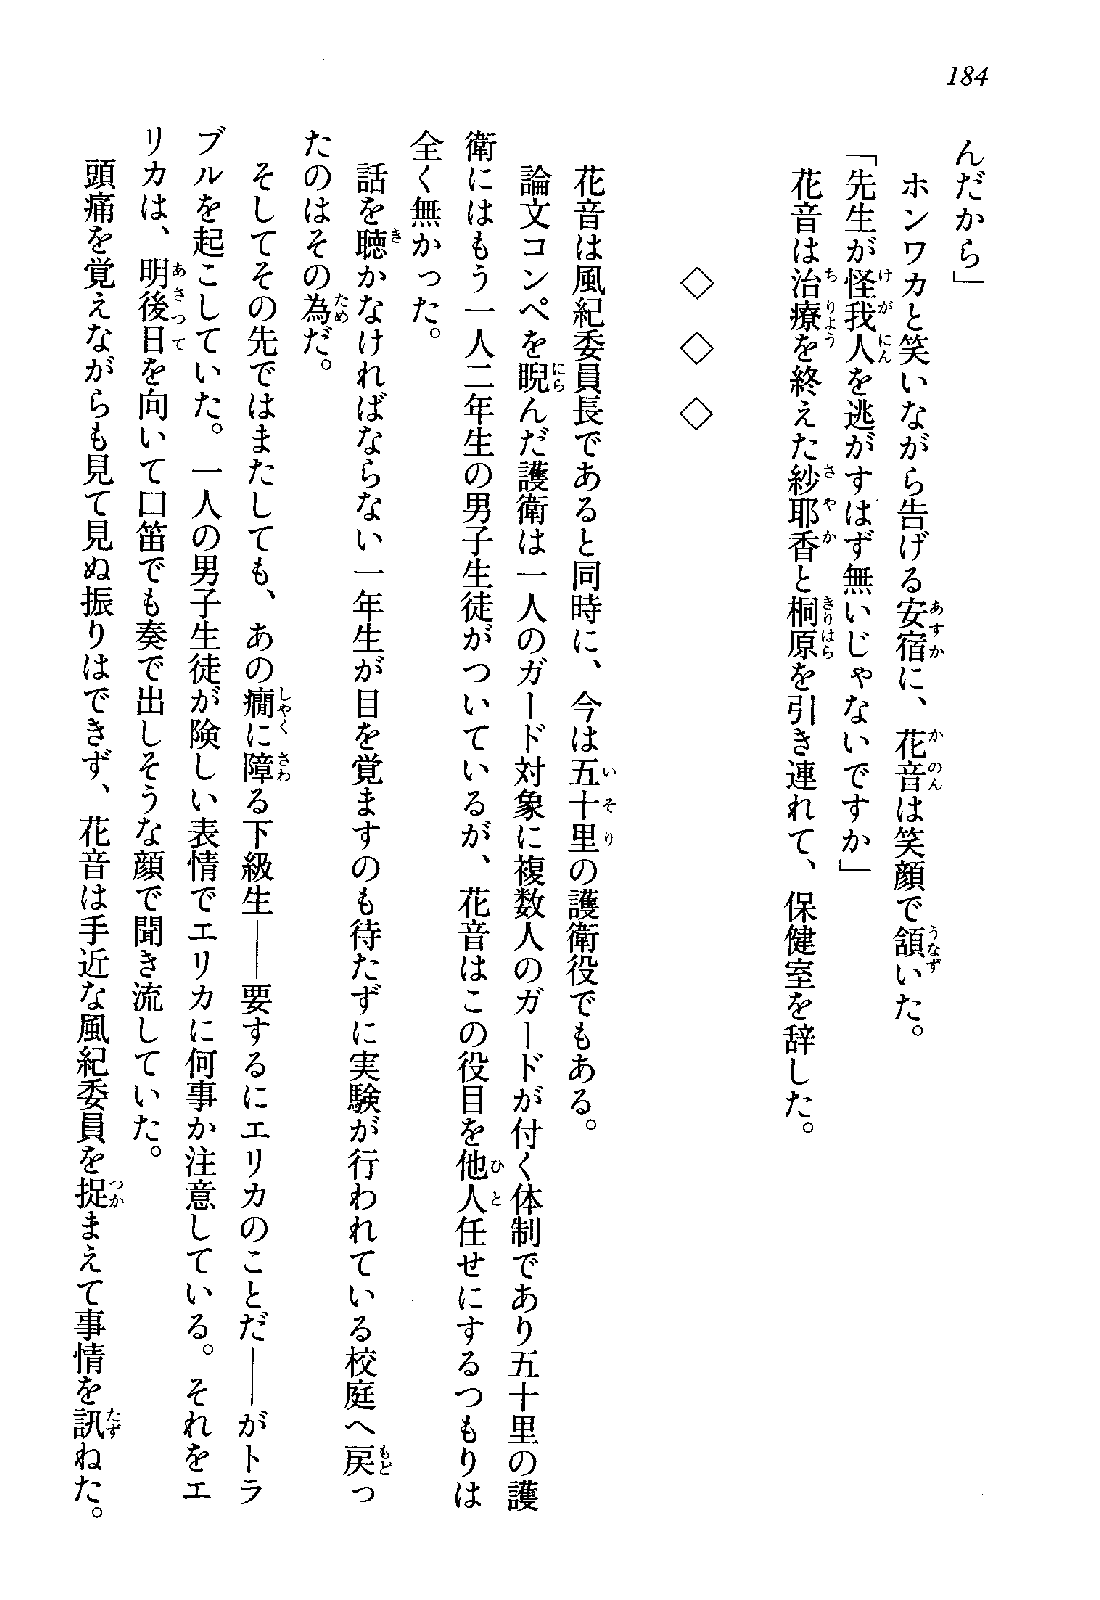 184
んだから」
ホンワカと笑いながら告げる安宿に、花音は笑顔で頷いた。
「先生が怪我人を逃がすはず無いじゃないですか」
花音は治療を終えた紗耶香と桐原を引き連れて、保健室を辞した。
◇ ◇ ◇
花音は風紀委員長であると同時に、今は五十里の護衛役でもある。
論文コンペを睨んだ護衛は一人のガード対象に複数人のガードが付く体制であり五十里の護
衛にはもう一人二年生の男子生徒がついているが、花音はこの役目を他人任せにするつもりは
全く無かった。
話を聴かなければならない一年生が目を覚ますのも待たずに実験が行われている校庭へ戻っ
たのはその為だ。
そしてその先ではまたしても、あの癇に障る下級生――要するにエリカのことだ――がトラ
ブルを起こしていた。一人の男子生徒が険しい表情でエリカに何事か注意している。それをエ
リカは、明後日を向いて口笛でも奏で出しそうな顔で聞き流していた。
頭痛を覚えながらも見て見ぬ振りはできず、花音は手近な風紀委員を捉まえて事情を訊ねた。